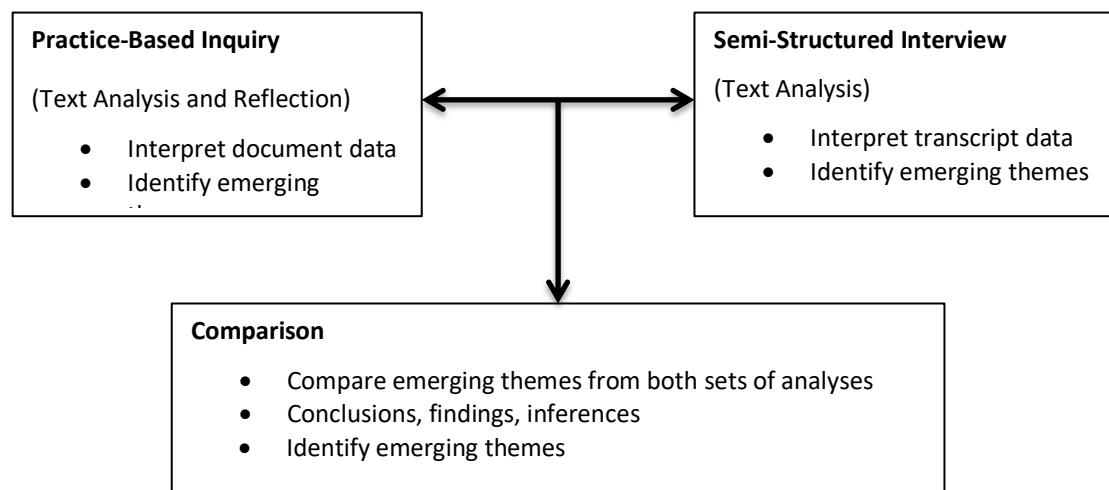 Practice-Based Inquiry
(Text Analysis and Reflection)
• Interpret document data
• Identify emerging
Semi-Structured Interview
(Text Analysis)
• Interpret transcript data
• Identify emerging themes
Comparison
• Compare emerging themes from both sets of analyses
• Conclusions, findings, inferences
• Identify emerging themes